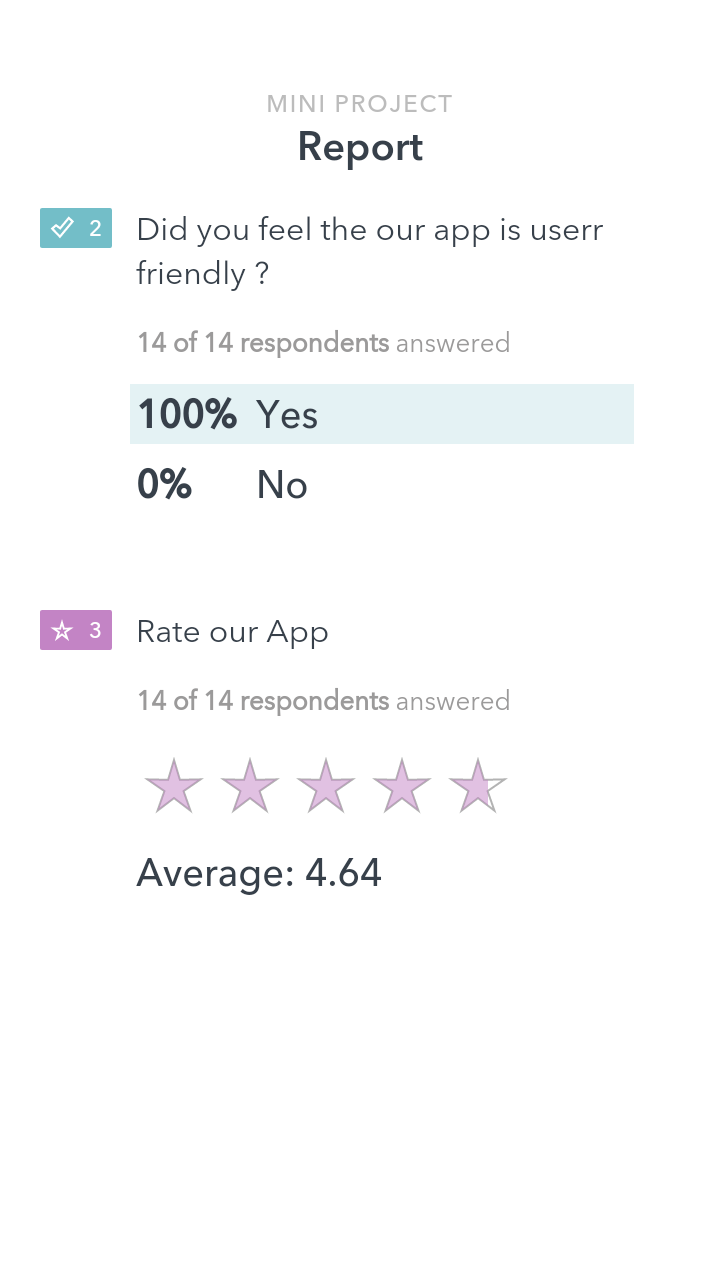 MINI PROJECT
Report
2
Did you feel the our app is userr
friendly ?
14 of 14 respondents answered
100% Yes
0% No
3
Rate our App
14 of 14 respondents answered
Average: 4.64